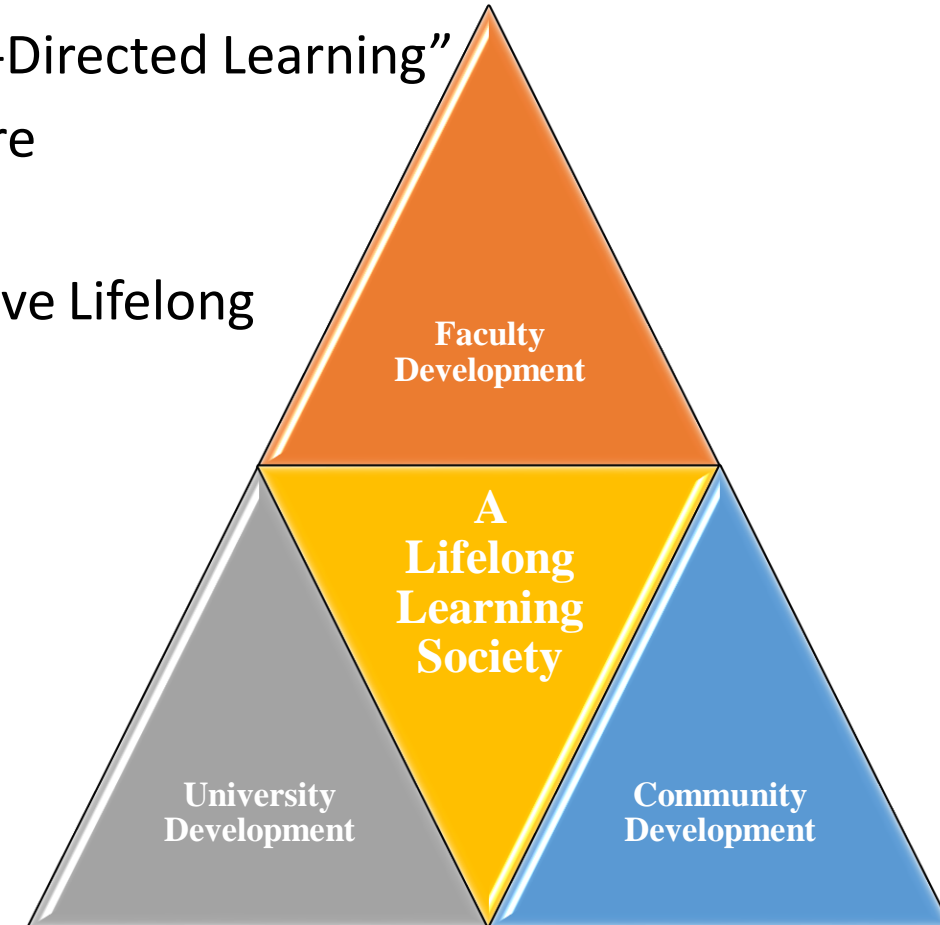 -Directed Learning”
re
ve Lifelong
Faculty
Development
A
Lifelong
Learning
Society
University
Development
Community
Development